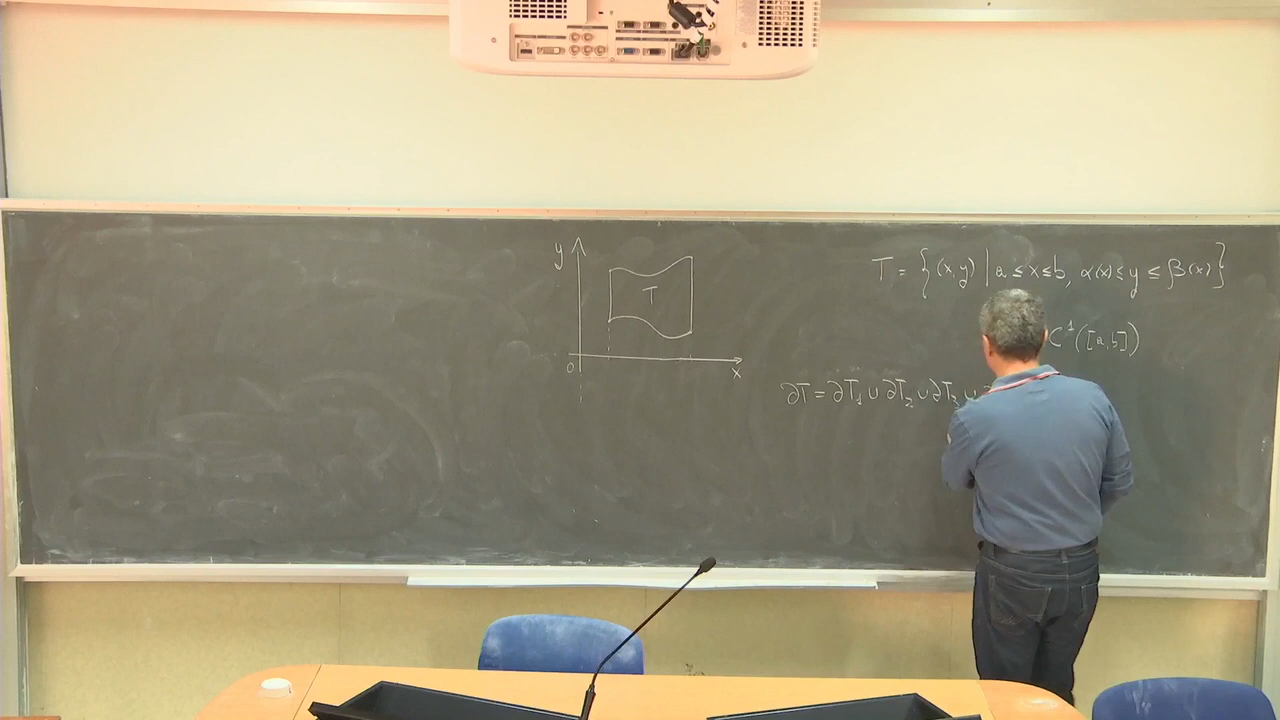 y
T
0
x
T = {(x,y) | a ≤ x ≤ b, α(x) ≤ y ≤ β(x)}
C¹([a,b])
∂T = ∂T₁ ∪ ∂T₂ ∪ ∂T₃ ∪